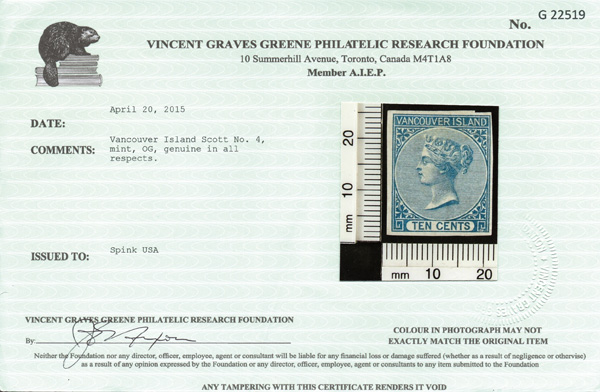 No. G 22519
VINCENT GRAVES GREENE PHILATELIC RESEARCH FOUNDATION
10 Summerhill Avenue, Toronto, Canada M4T1A8
Member A.I.E.P.
April 20, 2015
DATE:
Vancouver Island Scott No. 4,
COMMENTS: mint, OG, genuine in all
respects.
VANCOUVER ISLAND
TEN CENTS
mm 10 20
mm 10 20
ISSUED TO: Spink USA
VINCENT GRAVES GREENE PHILATELIC RESEARCH FOUNDATION
By:
COLOUR IN PHOTOGRAPH MAY NOT
EXACTLY MATCH THE ORIGINAL ITEM
Neither the Foundation nor any director, officer, employee, agent or consultant will be liable for any financial loss or damage suffered (whether as a result of negligence or otherwise)
as a result of any opinion expressed by the Foundation or any director, officer, employee, agent or consultants to any item submitted to the Foundation
ANY TAMPERING WITH THIS CERTIFICATE RENDERS IT VOID